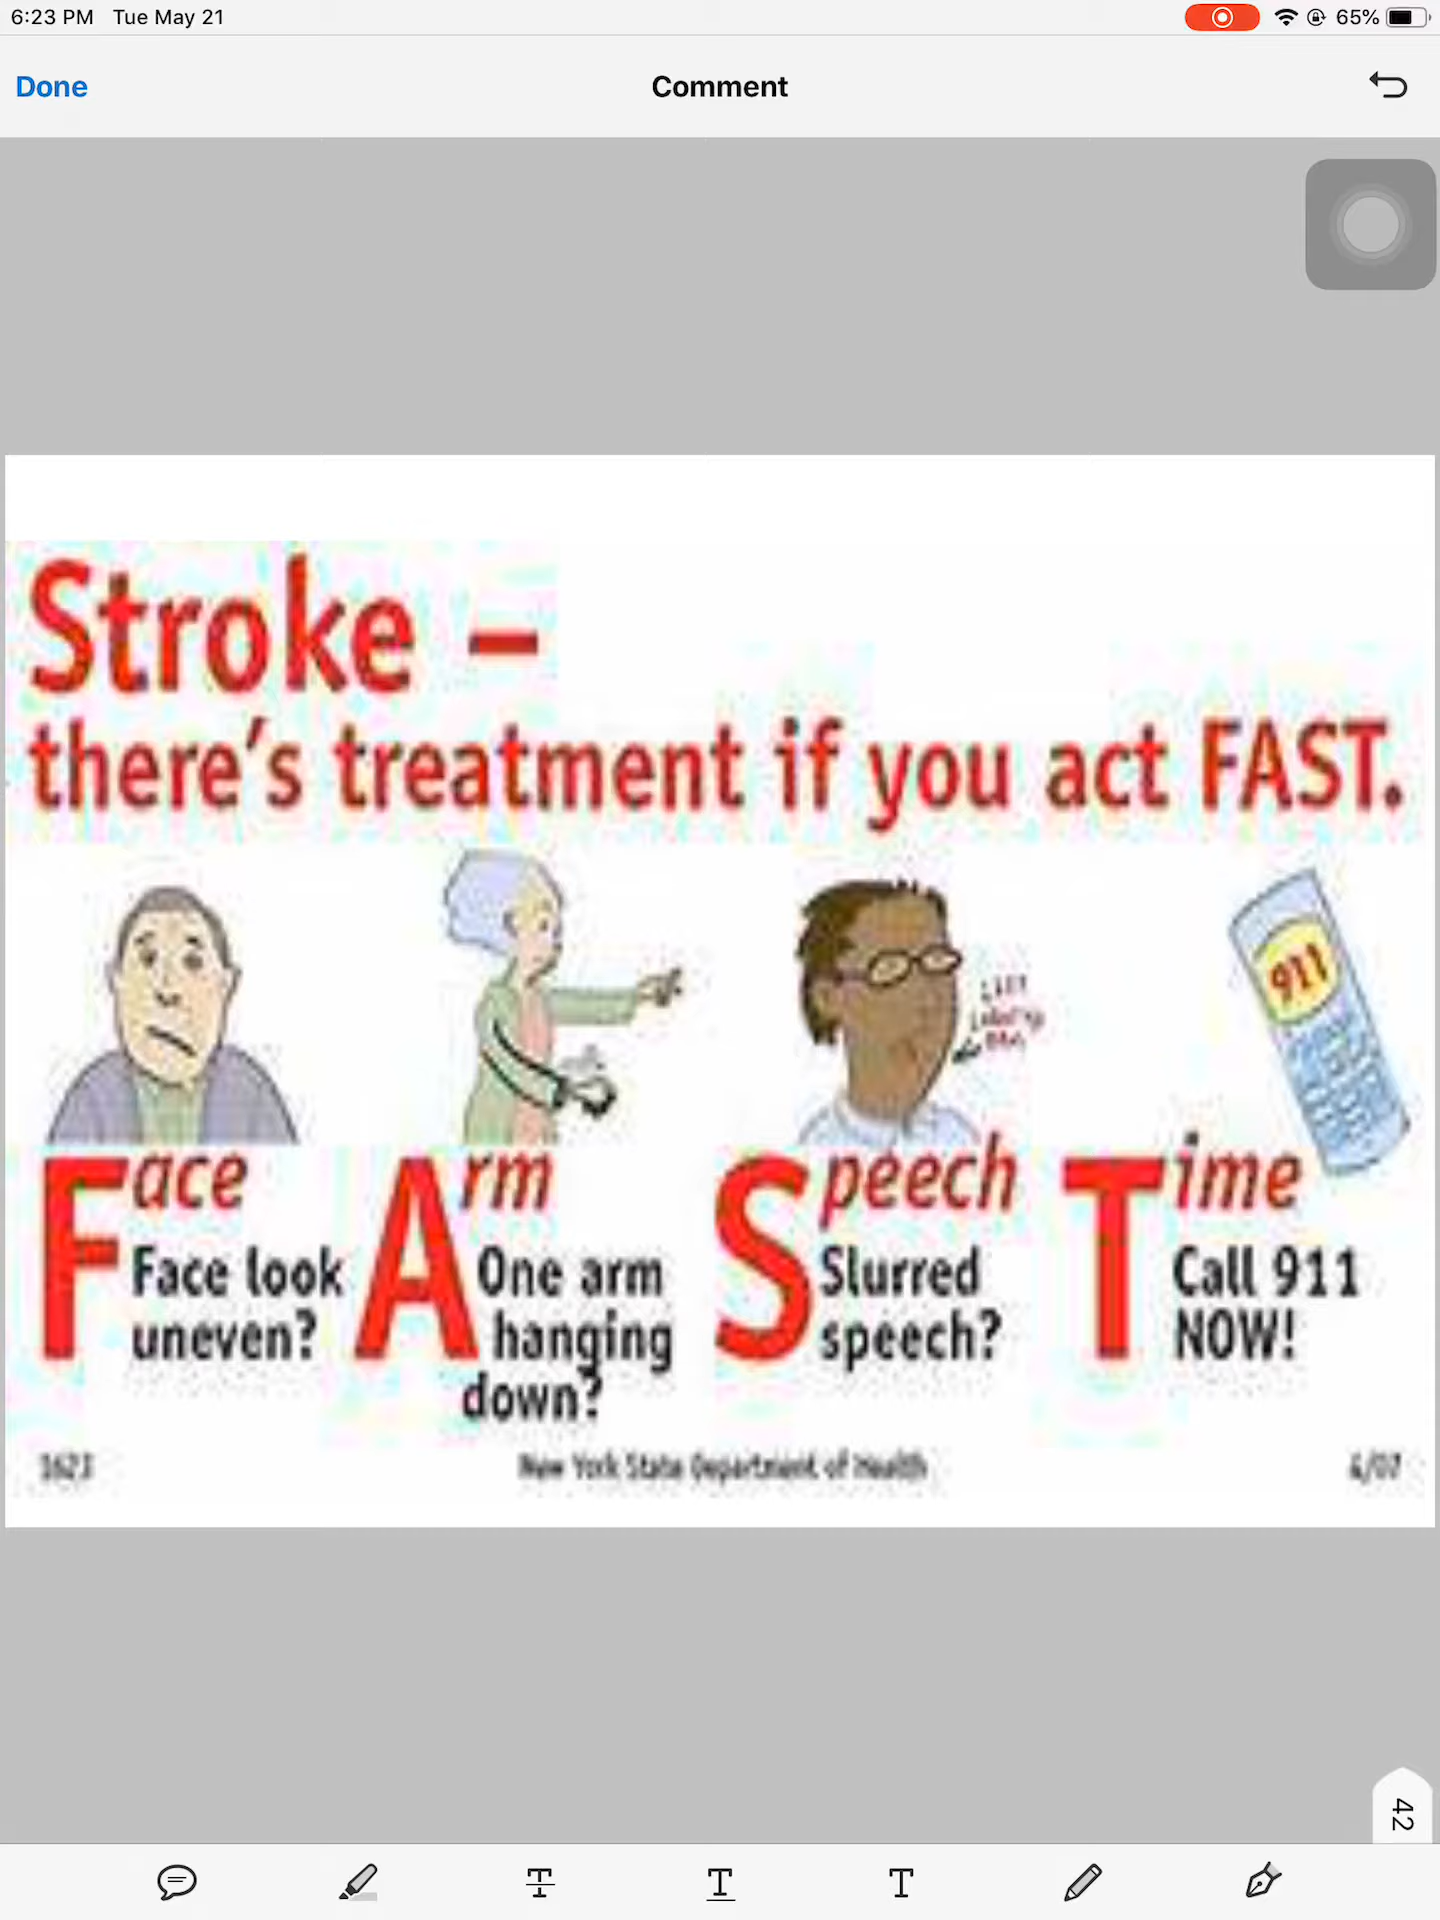 6:23 PM Tue May 21
65%
Done
Comment
Stroke –
there's treatment if you act FAST.
911
Face
Face look
uneven?
Arm
One arm
hanging
down?
Speech
Slurred
speech?
Time
Call 911
NOW!
1623
New York State Department of Health
42